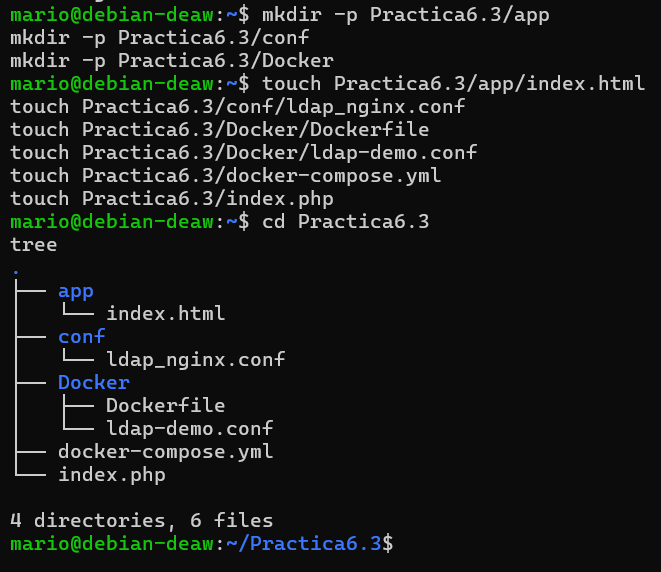 mario@debian-deaw:~$ mkdir -p Practica6.3/app
mkdir -p Practica6.3/conf
mkdir -p Practica6.3/Docker
mario@debian-deaw:~$ touch Practica6.3/app/index.html
touch Practica6.3/conf/ldap_nginx.conf
touch Practica6.3/Docker/Dockerfile
touch Practica6.3/Docker/ldap-demo.conf
touch Practica6.3/docker-compose.yml
touch Practica6.3/index.php
mario@debian-deaw:~$ cd Practica6.3
tree
.
├── app
│   └── index.html
├── conf
│   └── ldap_nginx.conf
├── Docker
│   ├── Dockerfile
│   └── ldap-demo.conf
├── docker-compose.yml
└── index.php

4 directories, 6 files
mario@debian-deaw:~/Practica6.3$